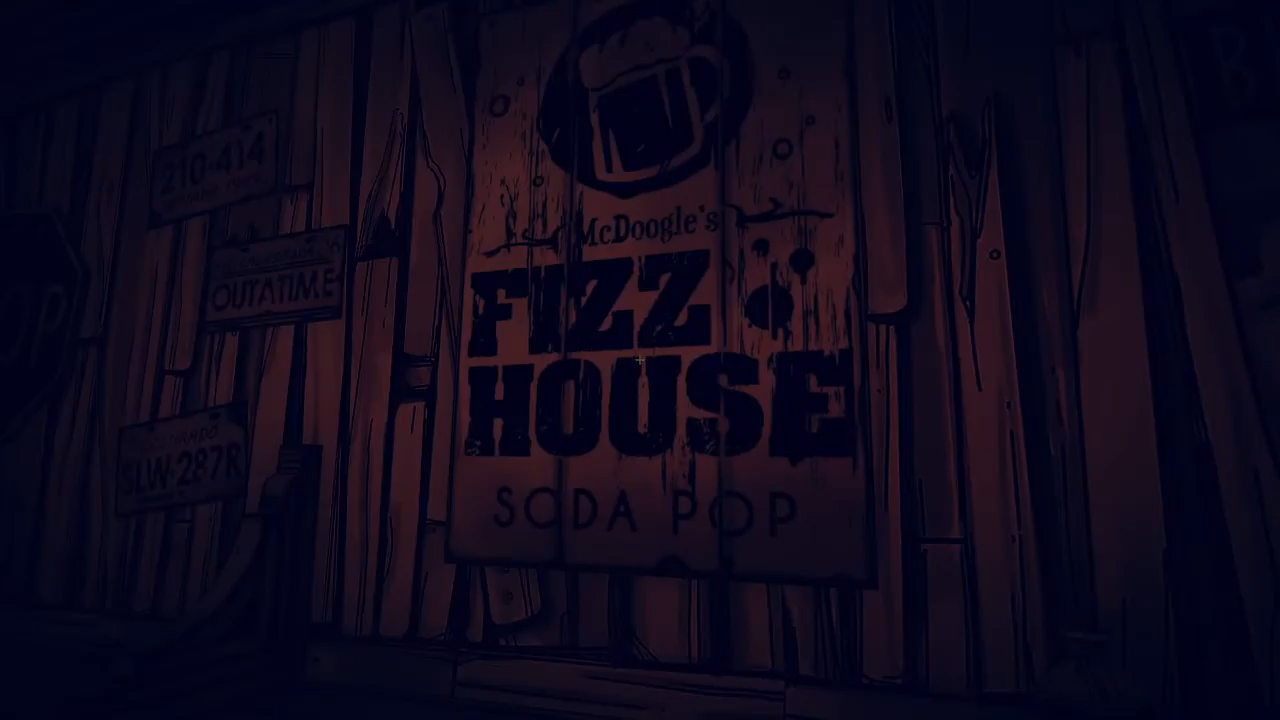 210-414
OUTATIME
SLW-287R
McDoogle's
FIZZ
HOUSE
SODA POP